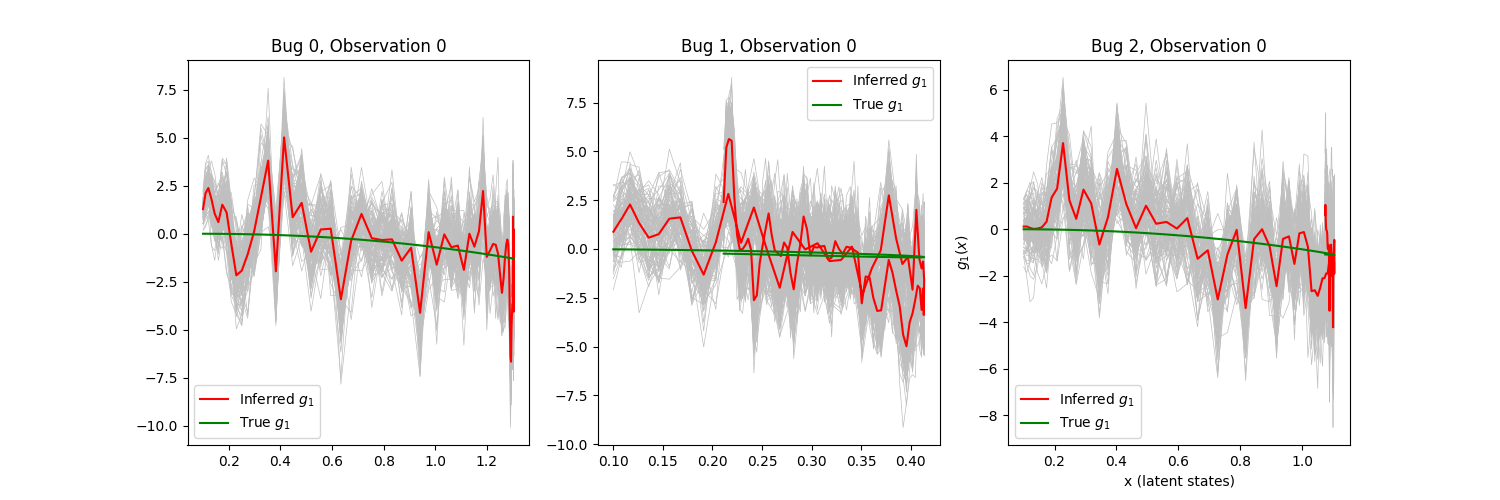 Bug 0, Observation 0
7.5
5.0
2.5
0.0
−2.5
−5.0
−7.5
−10.0
0.2 0.4 0.6 0.8 1.0 1.2
Inferred g₁
True g₁
Bug 1, Observation 0
7.5
5.0
2.5
0.0
−2.5
−5.0
−7.5
−10.0
0.10 0.15 0.20 0.25 0.30 0.35 0.40
Inferred g₁
True g₁
Bug 2, Observation 0
g₁(x)
6
4
2
0
−2
−4
−6
−8
0.2 0.4 0.6 0.8 1.0
x (latent states)
Inferred g₁
True g₁